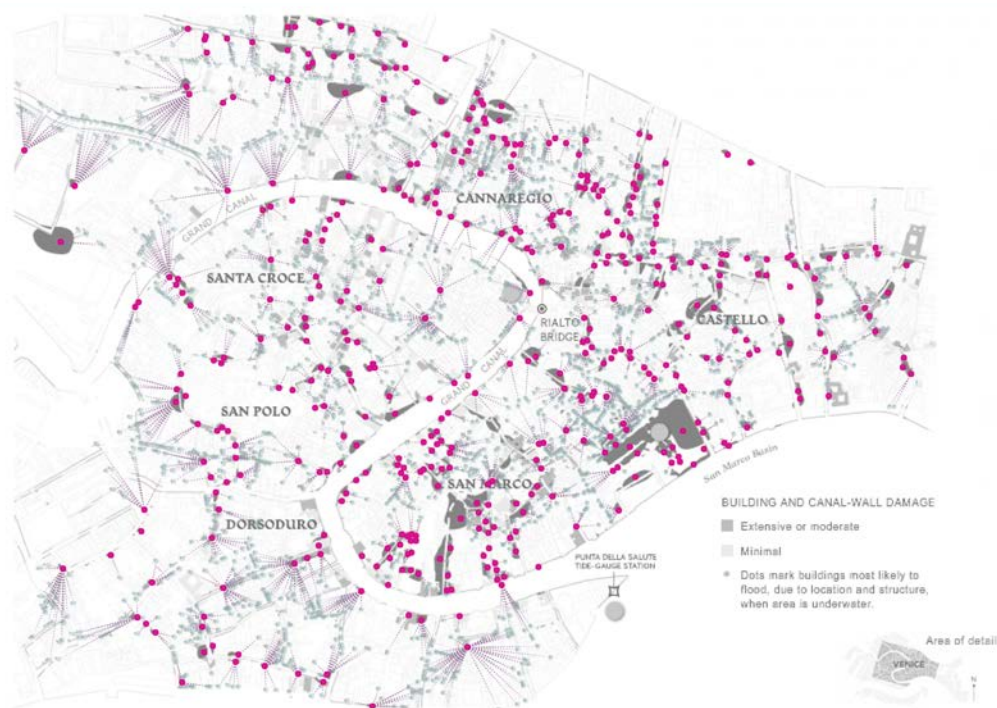 CANNAREGIO
GRAND CANAL
SANTA CROCE
RIALTO
BRIDGE
CASTELLO
GRAND CANAL
SAN POLO
SAN MARCO
San Marco Basin
DORSODURO
PUNTA DELLA SALUTE
TIDE-GAUGE STATION
BUILDING AND CANAL-WALL DAMAGE
Extensive or moderate
Minimal
Dots mark buildings most likely to
flood, due to location and structure,
when area is underwater.
Area of detail
VENICE
N